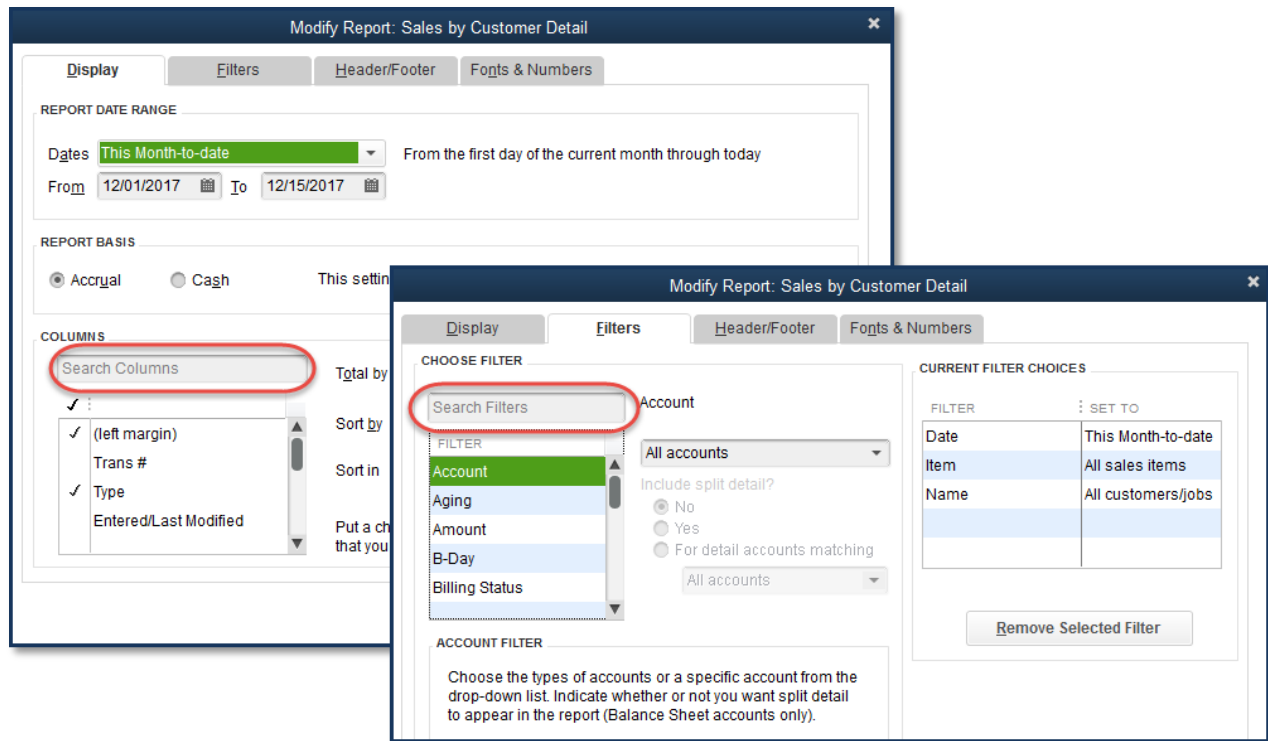 Modify Report: Sales by Customer Detail
Display Filters Header/Footer Fonts & Numbers
REPORT DATE RANGE
Dates This Month-to-date From the first day of the current month through today
From 12/01/2017 To 12/15/2017
REPORT BASIS
Accrual Cash This settin
COLUMNS
Search Columns
Total by
(left margin)
Sort by
Trans #
Sort in
Type
Entered/Last Modified
Put a ch
that you
Modify Report: Sales by Customer Detail
Display Filters Header/Footer Fonts & Numbers
CHOOSE FILTER
Search Filters
FILTER
Account
Aging
Amount
B-Day
Billing Status
Account
All accounts
Include split detail?
No
Yes
For detail accounts matching
All accounts
ACCOUNT FILTER
Choose the types of accounts or a specific account from the
drop-down list. Indicate whether or not you want split detail
to appear in the report (Balance Sheet accounts only).
CURRENT FILTER CHOICES
FILTER SET TO
Date This Month-to-date
Item All sales items
Name All customers/jobs
Remove Selected Filter